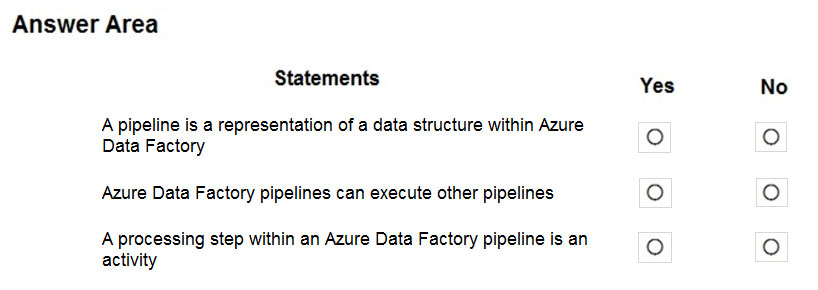 Answer Area
Statements
Yes
No
A pipeline is a representation of a data structure within Azure
Data Factory
Azure Data Factory pipelines can execute other pipelines
A processing step within an Azure Data Factory pipeline is an
activity